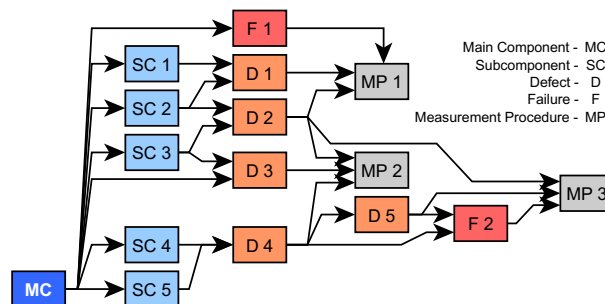 F 1
Main Component - MC
SC 1
D 1
MP 1
Subcomponent - SC
Defect - D
SC 2
D 2
Failure - F
Measurement Procedure - MP
SC 3
D 3
MP 2
MP 3
D 5
F 2
SC 4
D 4
MC
SC 5